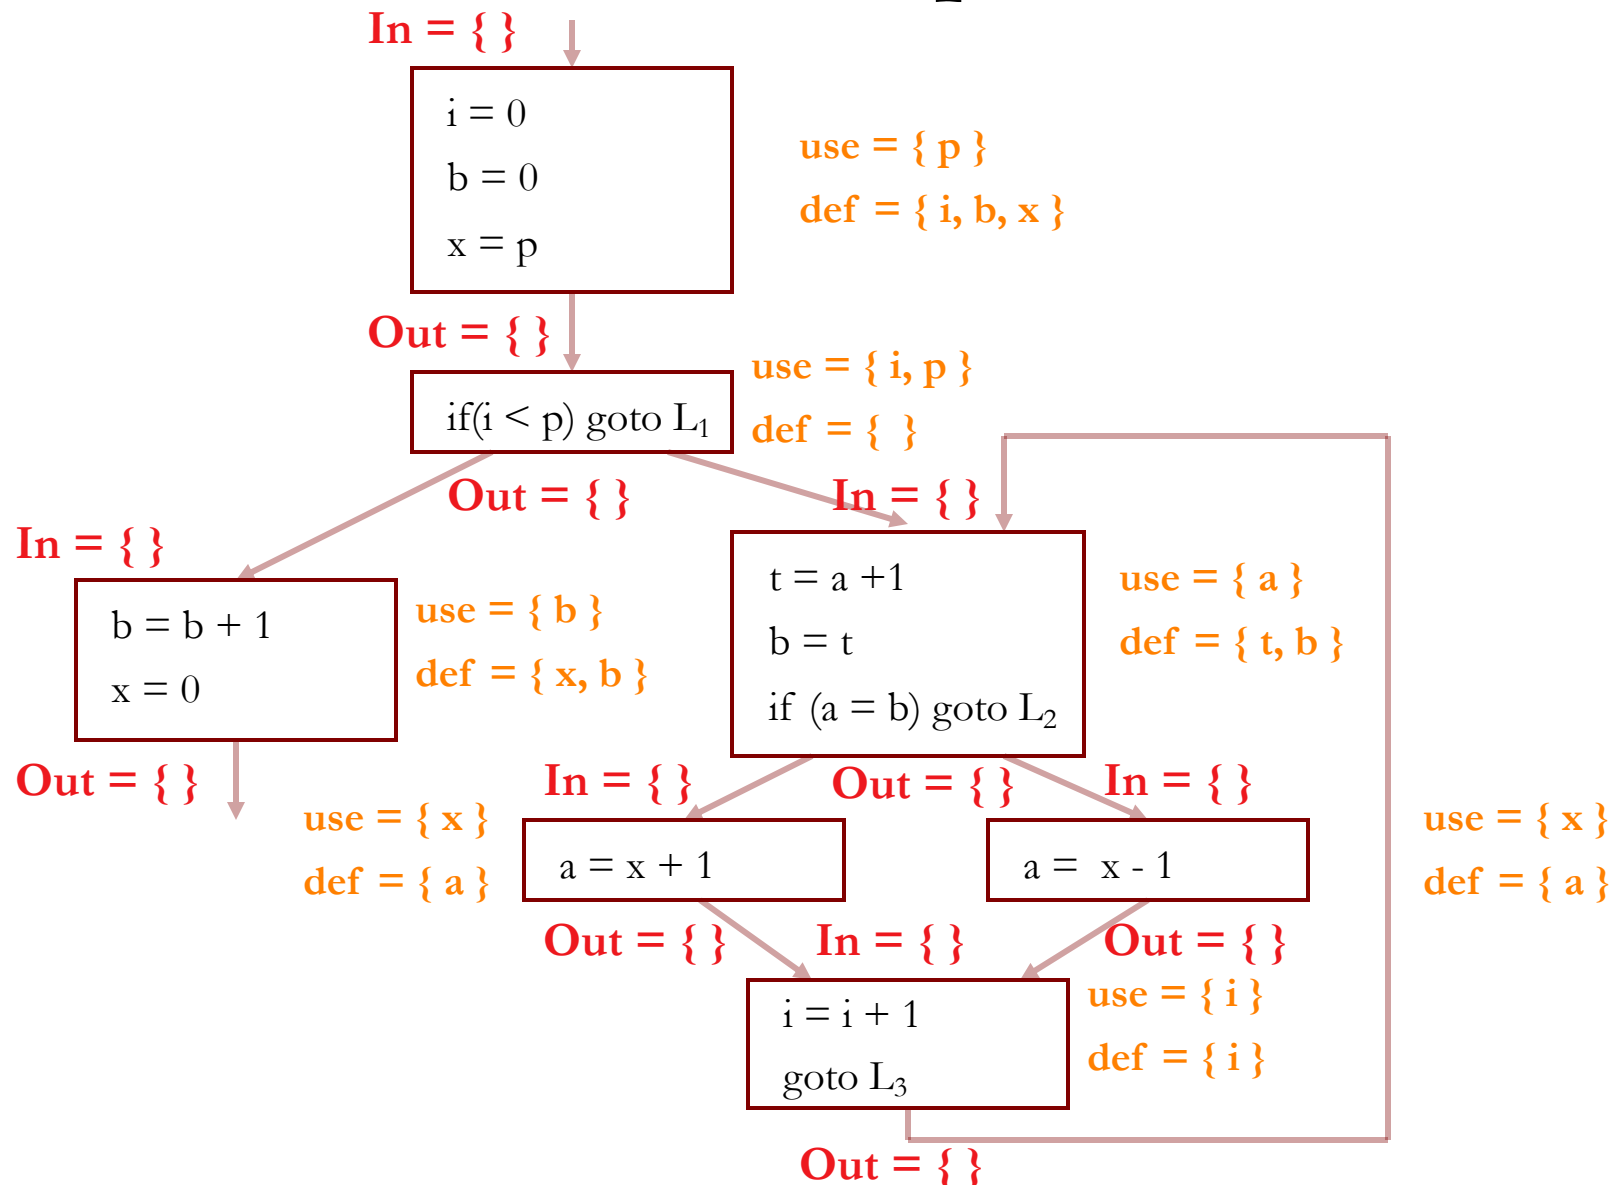 In = { }
i = 0
b = 0
x = p
use = { p }
def = { i, b, x }
Out = { }
if(i < p) goto L₁
use = { i, p }
def = { }
Out = { }
In = { }
In = { }
b = b + 1
x = 0
use = { b }
def = { x, b }
t = a +1
b = t
if (a = b) goto L₂
use = { a }
def = { t, b }
Out = { }
In = { }
Out = { }
In = { }
use = { x }
def = { a }
a = x + 1
a = x - 1
use = { x }
def = { a }
Out = { }
In = { }
Out = { }
i = i + 1
goto L₃
use = { i }
def = { i }
Out = { }